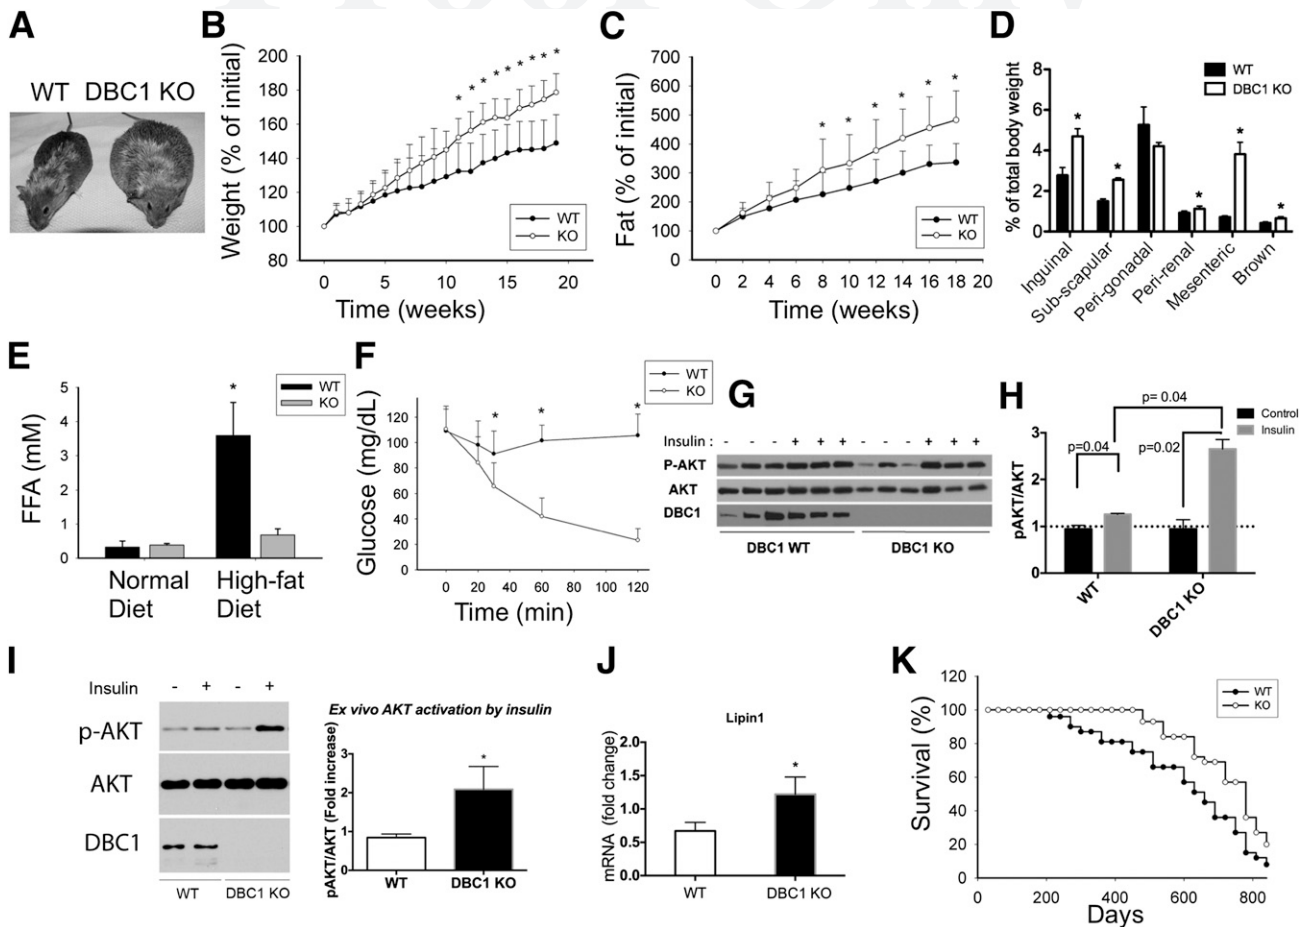 A
WT DBC1 KO
B
Weight (% of initial)
200
180
160
140
120
100
80
* * * * * * * * *
WT
KO
0 5 10 15 20
Time (weeks)
C
Fat (% of initial)
700
600
500
400
300
200
100
0
* * * * * *
WT
KO
0 2 4 6 8 10 12 14 16 18 20
Time (weeks)
D
% of total body weight
8
6
4
2
0
WT
DBC1 KO
* * * * *
Inguinal
Sub-scapular
Peri-gonadal
Peri-renal
Mesenteric
Brown
E
FFA (mM)
5
4
3
2
1
0
*
WT
KO
Normal Diet
High-fat Diet
F
Glucose (mg/dL)
120
100
80
60
40
20
0
* * *
WT
KO
0 20 40 60 80 100 120
Time (min)
G
Insulin : - - - + + + - - - + + +
P-AKT
AKT
DBC1
DBC1 WT DBC1 KO
H
pAKT/AKT
3
2
1
0
p= 0.04
p=0.04
p=0.02
Control
Insulin
WT
DBC1 KO
I
Insulin - + - +
p-AKT
AKT
DBC1
WT DBC1 KO
Ex vivo AKT activation by insulin
pAKT/AKT (Fold increase)
3
2
1
0
*
WT DBC1 KO
J
Lipin1
mRNA (fold change)
2.0
1.5
1.0
0.5
0.0
*
WT DBC1 KO
K
Survival (%)
120
100
80
60
40
20
0
WT
KO
0 200 400 600 800
Days